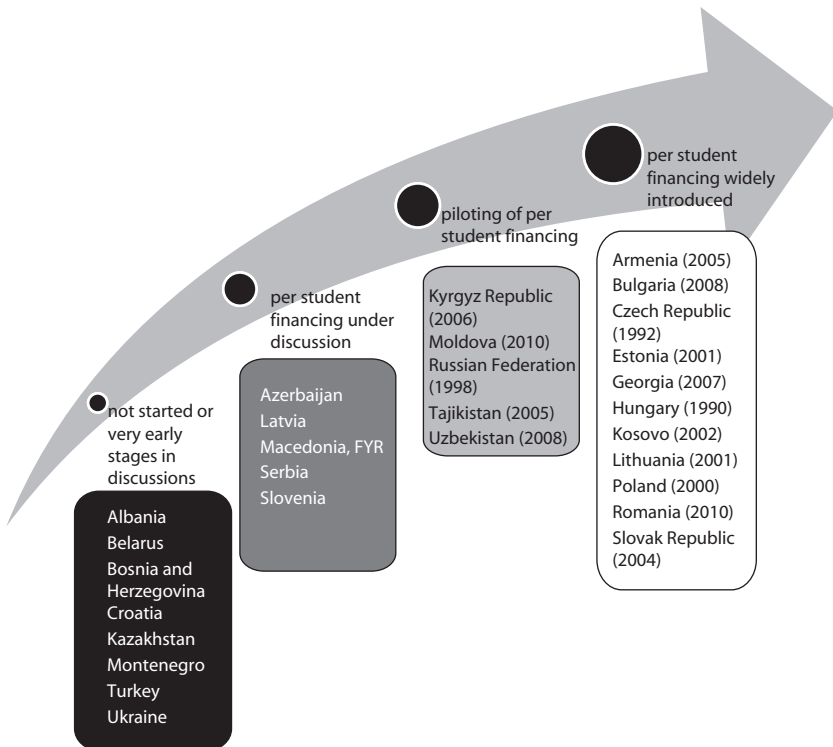 not started or
very early
stages in
discussions
Albania
Belarus
Bosnia and
Herzegovina
Croatia
Kazakhstan
Montenegro
Turkey
Ukraine
per student
financing under
discussion
Azerbaijan
Latvia
Macedonia, FYR
Serbia
Slovenia
piloting of per
student financing
Kyrgyz Republic
(2006)
Moldova (2010)
Russian Federation
(1998)
Tajikistan (2005)
Uzbekistan (2008)
per student
financing widely
introduced
Armenia (2005)
Bulgaria (2008)
Czech Republic
(1992)
Estonia (2001)
Georgia (2007)
Hungary (1990)
Kosovo (2002)
Lithuania (2001)
Poland (2000)
Romania (2010)
Slovak Republic
(2004)